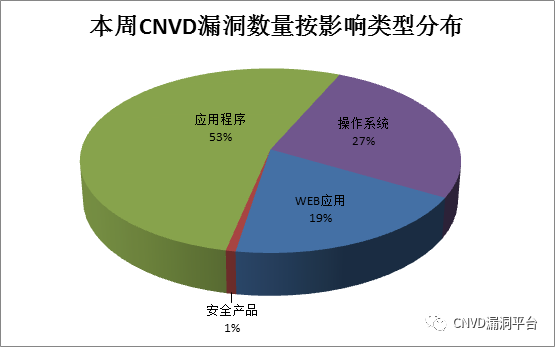 本周CNVD漏洞数量按影响类型分布
应用程序
53%
操作系统
27%
WEB应用
19%
安全产品
1%
CNVD漏洞平台